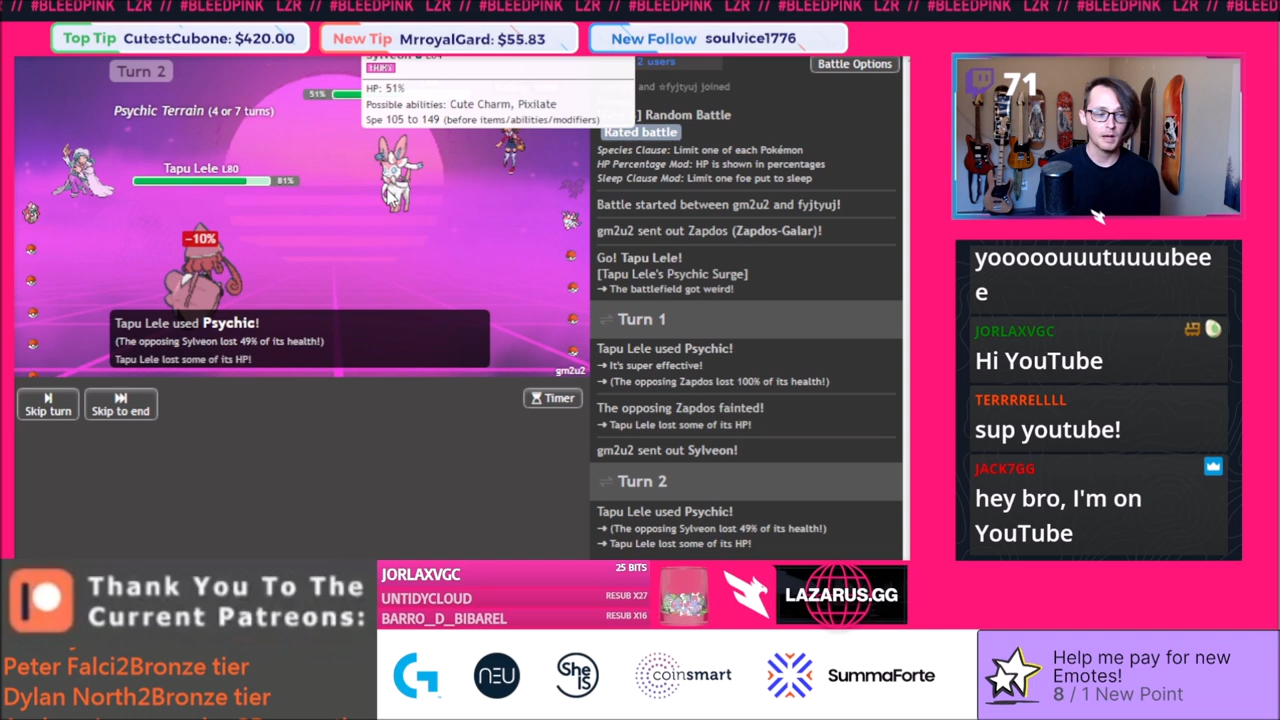 // #BLEEDPINK LZR // #BLEEDPINK LZR // #BLEEDPINK LZR // #BLEEDPINK LZR // #BLEEDPINK LZR // #BLEEDPINK LZR // #BLEEDPINK LZR // #BLEEDPINK LZR // #BLEED
Top Tip CutestCubone: $420.00
New Tip MrroyalGard: $55.83
New Follow soulvice1776
Turn 2
Psychic Terrain (4 or 7 turns)
51%
HP: 51%
Possible abilities: Cute Charm, Pixilate
Spe 105 to 149 (before items/abilities/modifiers)
Tapu Lele L80
81%
−10%
Tapu Lele used Psychic!
(The opposing Sylveon lost 49% of its health!)
Tapu Lele lost some of its HP!
gm2u2
Skip turn
Skip to end
Timer
2 users
Battle Options
and ☆fyjtyuj joined
] Random Battle
Rated battle
Species Clause: Limit one of each Pokémon
HP Percentage Mod: HP is shown in percentages
Sleep Clause Mod: Limit one foe put to sleep
Battle started between gm2u2 and fyjtyuj!
gm2u2 sent out Zapdos (Zapdos-Galar)!
Go! Tapu Lele!
[Tapu Lele's Psychic Surge]
➙ The battlefield got weird!
Turn 1
Tapu Lele used Psychic!
➙ It's super effective!
➙ (The opposing Zapdos lost 100% of its health!)
The opposing Zapdos fainted!
➙ Tapu Lele lost some of its HP!
gm2u2 sent out Sylveon!
Turn 2
Tapu Lele used Psychic!
➙ (The opposing Sylveon lost 49% of its health!)
➙ Tapu Lele lost some of its HP!
71
yooooouuutuuuubee
e
JORLAXVGC
Hi YouTube
TERRRRELLLL
sup youtube!
JACK7GG
hey bro, I'm on
YouTube
Thank You To The
Current Patreons:
Peter Falci2Bronze tier
Dylan North2Bronze tier
JORLAXVGC 25 BITS
UNTIDYCLOUD RESUB X27
BARRO_D_BIBAREL RESUB X16
LAZARUS.GG
NEU
She IS
coinsmart
SummaForte
Help me pay for new
Emotes!
8 / 1 New Point